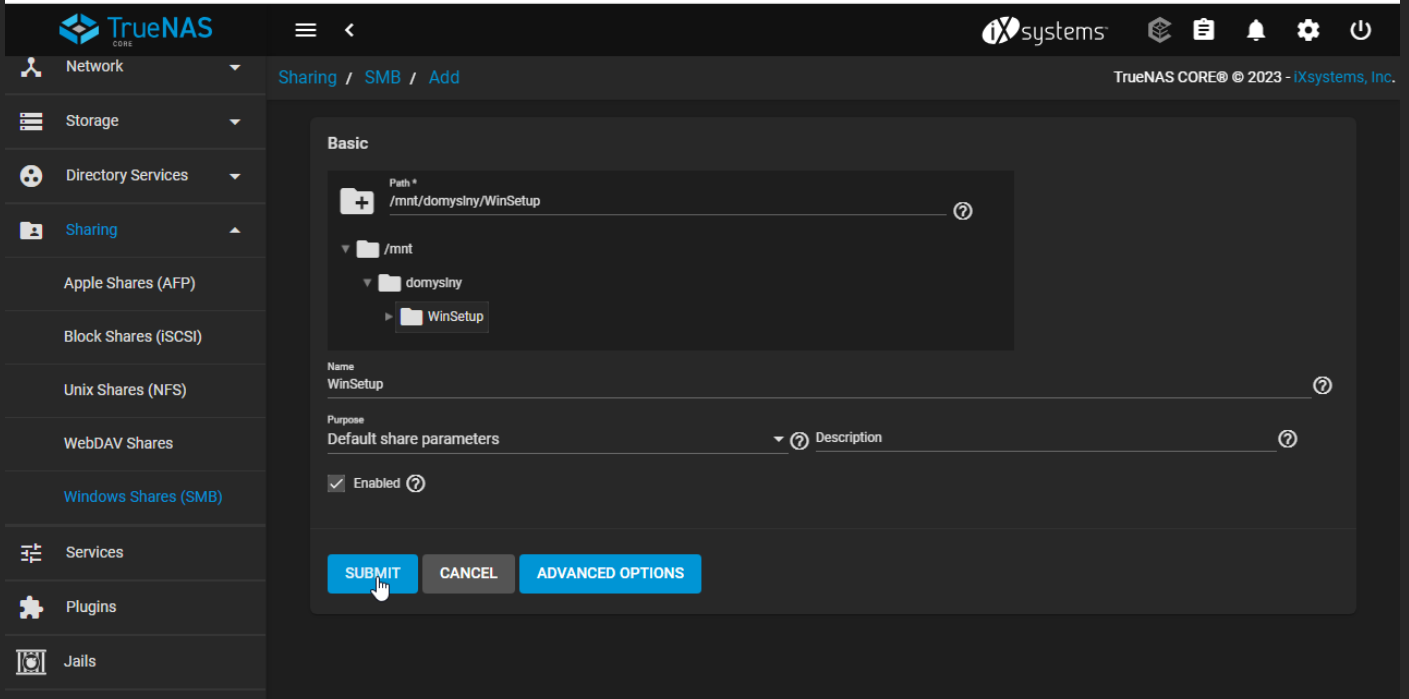 TrueNAS
CORE
iXsystems
Network
Sharing / SMB / Add
TrueNAS CORE® © 2023 - iXsystems, Inc.
Storage
Directory Services
Sharing
Apple Shares (AFP)
Block Shares (iSCSI)
Unix Shares (NFS)
WebDAV Shares
Windows Shares (SMB)
Services
Plugins
Jails
Basic
Path *
/mnt/domyslny/WinSetup
/mnt
domyslny
WinSetup
Name
WinSetup
Purpose
Default share parameters
Description
Enabled
SUBMIT
CANCEL
ADVANCED OPTIONS